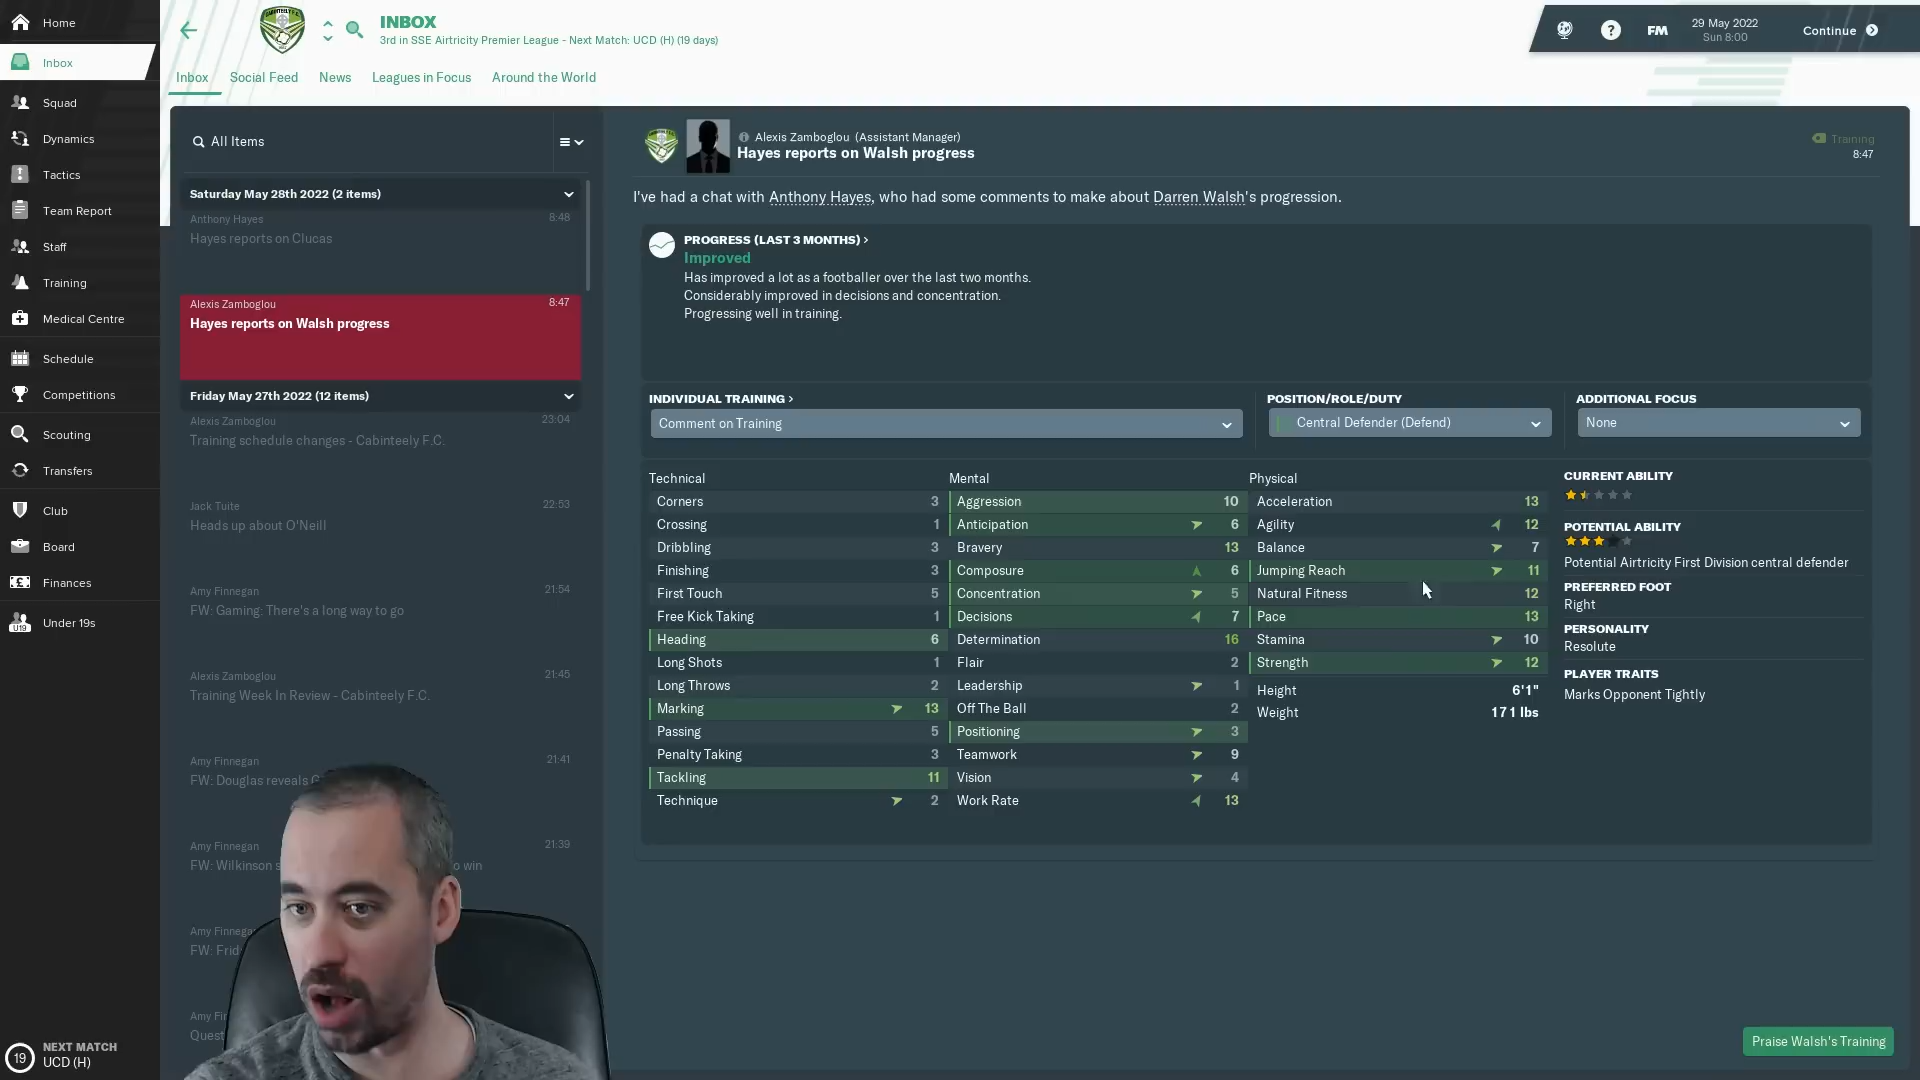 Home
Inbox
Squad
Dynamics
Tactics
Team Report
Staff
Training
Medical Centre
Schedule
Competitions
Scouting
Transfers
Club
Board
Finances
U19
Under 19s
19
NEXT MATCH
UCD (H)
INBOX
3rd in SSE Airtricity Premier League - Next Match: UCD (H) (19 days)
Inbox Social Feed News Leagues in Focus Around the World
?
FM
29 May 2022
Sun 8:00
Continue
All Items
Saturday May 28th 2022 (2 items)
Anthony Hayes 8:48
Hayes reports on Clucas
Alexis Zamboglou 8:47
Hayes reports on Walsh progress
Friday May 27th 2022 (12 items)
Alexis Zamboglou 23:04
Training schedule changes - Cabinteely F.C.
Jack Tuite 22:53
Heads up about O'Neill
Amy Finnegan 21:54
FW: Gaming: There's a long way to go
Alexis Zamboglou 21:45
Training Week In Review - Cabinteely F.C.
Amy Finnegan 21:41
FW: Douglas reveals
Amy Finnegan 21:39
FW: Wilkinson o win
Amy Finnega
FW: Frid
Amy Fin
Quest
Alexis Zamboglou (Assistant Manager)
Hayes reports on Walsh progress
Training
8:47
I've had a chat with Anthony Hayes, who had some comments to make about Darren Walsh's progression.
PROGRESS (LAST 3 MONTHS) >
Improved
Has improved a lot as a footballer over the last two months.
Considerably improved in decisions and concentration.
Progressing well in training.
INDIVIDUAL TRAINING >
Comment on Training
POSITION/ROLE/DUTY
Central Defender (Defend)
ADDITIONAL FOCUS
None
Technical
Corners 3
Crossing 1
Dribbling 3
Finishing 3
First Touch 5
Free Kick Taking 1
Heading 6
Long Shots 1
Long Throws 2
Marking 13
Passing 5
Penalty Taking 3
Tackling 11
Technique 2
Mental
Aggression 10
Anticipation 6
Bravery 13
Composure 6
Concentration 5
Decisions 7
Determination 16
Flair 2
Leadership 1
Off The Ball 2
Positioning 3
Teamwork 9
Vision 4
Work Rate 13
Physical
Acceleration 13
Agility 12
Balance 7
Jumping Reach 11
Natural Fitness 12
Pace 13
Stamina 10
Strength 12
Height 6'1"
Weight 171 lbs
CURRENT ABILITY
POTENTIAL ABILITY
Potential Airtricity First Division central defender
PREFERRED FOOT
Right
PERSONALITY
Resolute
PLAYER TRAITS
Marks Opponent Tightly
Praise Walsh's Training